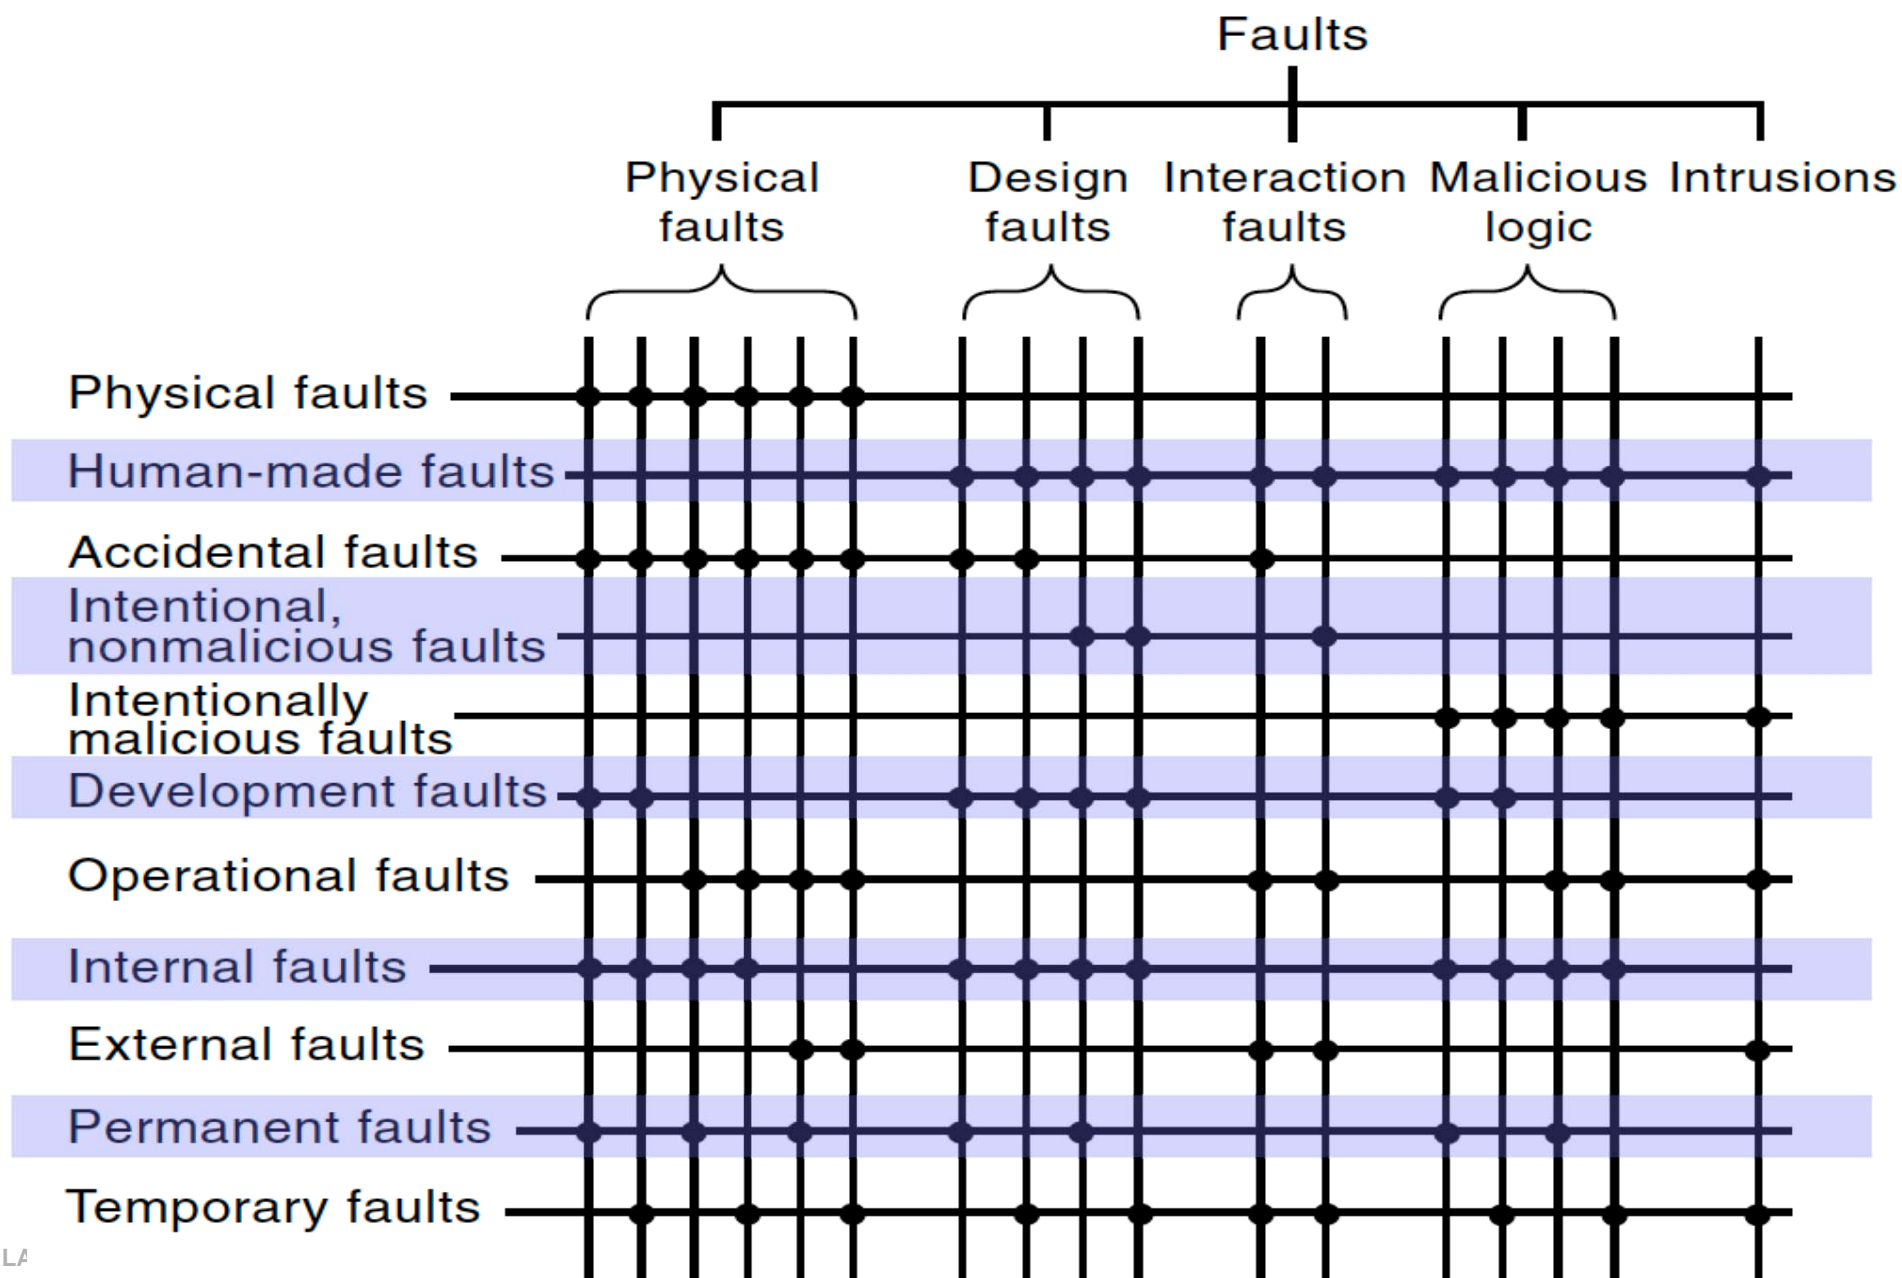 Faults
Physical
faults
Design
faults
Interaction
faults
Malicious
logic
Intrusions
Physical faults
Human-made faults
Accidental faults
Intentional,
nonmalicious faults
Intentionally
malicious faults
Development faults
Operational faults
Internal faults
External faults
Permanent faults
Temporary faults